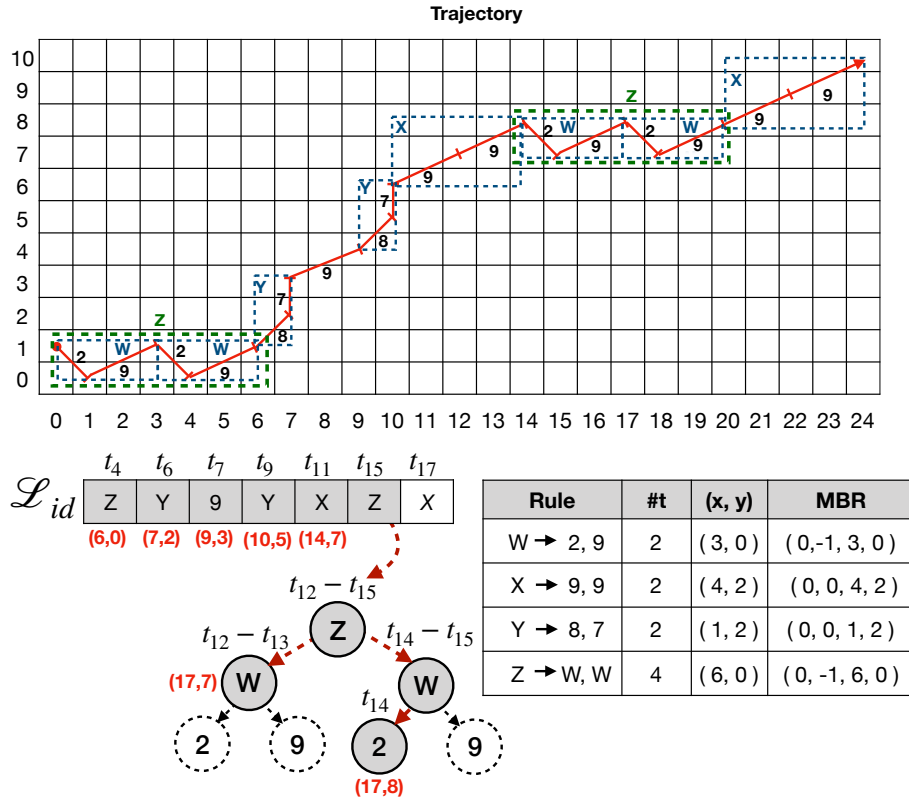 Trajectory
10
9
8
7
6
5
4
3
2
1
0
X
9
9
Z
2 W 9 2 W 9
X
9
9
Y
7
8
9
Y
7
8
Z
2 W 9 2 W 9
0 1 2 3 4 5 6 7 8 9 10 11 12 13 14 15 16 17 18 19 20 21 22 23 24
t4 t6 t7 t9 t11 t15 t17
ℒid Z Y 9 Y X Z X
(6,0) (7,2) (9,3) (10,5) (14,7)
t12 − t15
Z
t12 − t13 t14 − t15
(17,7) W W
t14
2 9 2 9
(17,8)
Rule #t (x, y) MBR
W → 2, 9 2 ( 3, 0 ) ( 0,-1, 3, 0 )
X → 9, 9 2 ( 4, 2 ) ( 0, 0, 4, 2 )
Y → 8, 7 2 ( 1, 2 ) ( 0, 0, 1, 2 )
Z → W, W 4 ( 6, 0 ) ( 0, -1, 6, 0 )